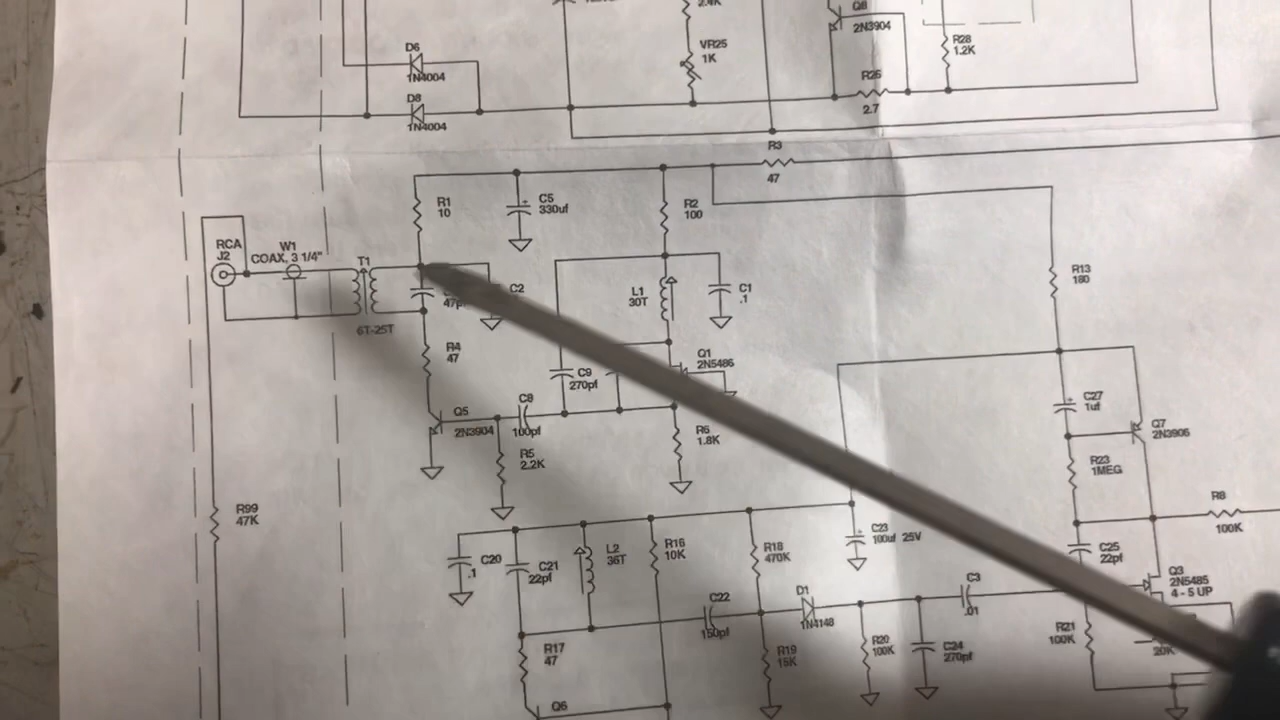 2.4K
Q8
2N3904
R28
1.2K
D6
1N4004
VR25
1K
R26
2.7
D8
1N4004
R3
47
R1
10
C5
330uf
R2
100
RCA
J2
W1
COAX, 3 1/4"
T1
6T-25T
47pf
C2
L1
30T
C1
.1
R13
180
R4
47
Q1
2N5486
C9
270pf
Q5
2N3904
C8
100pf
R6
1.8K
R5
2.2K
C27
1uf
Q7
2N3906
R23
1MEG
R99
47K
R8
100K
C20
.1
C21
22pf
L2
36T
R16
10K
R18
470K
C23
100uf 25V
C25
22pf
Q3
2N5485
4 - 5 UP
C22
150pf
D1
1N4148
C3
.01
R17
47
R19
15K
R20
100K
C24
270pf
R21
100K
20K
Q6